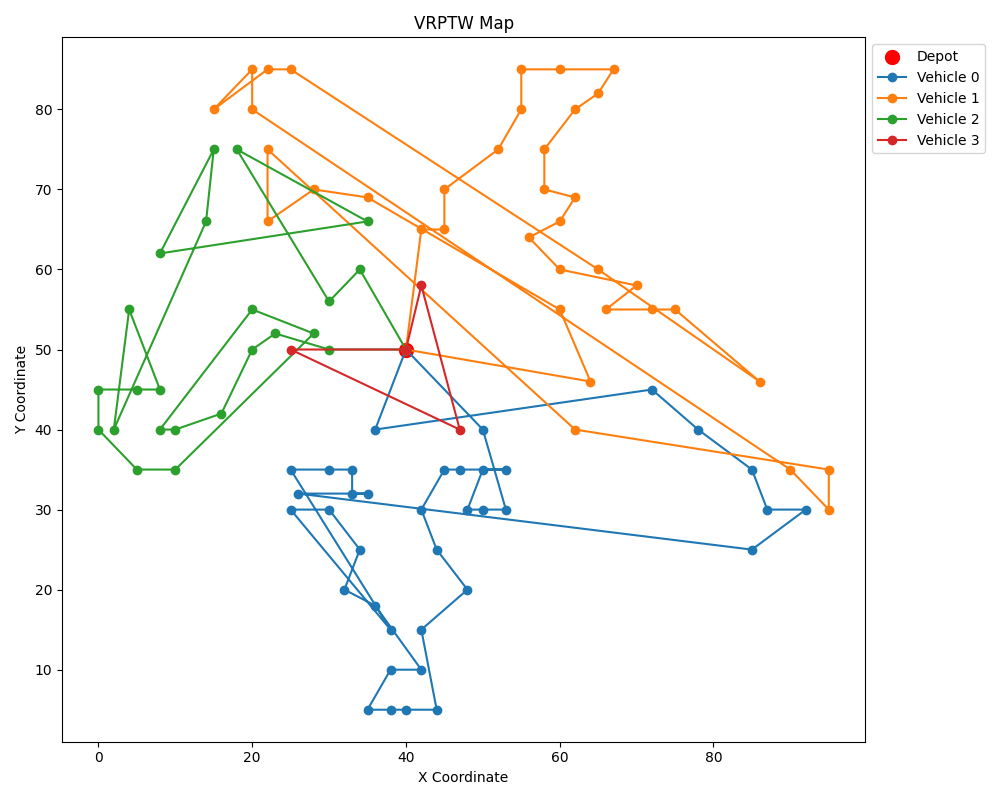 VRPTW Map
Depot
Vehicle 0
Vehicle 1
Vehicle 2
Vehicle 3
Y Coordinate
80
70
60
50
40
30
20
10
0
20
40
60
80
X Coordinate